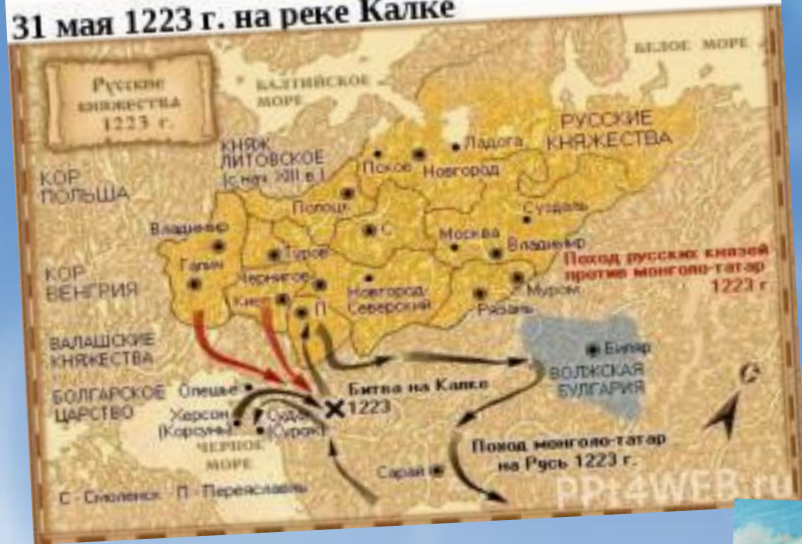 31 мая 1223 г. на реке Калке
Русские
княжества
1223 г.
БАЛТИЙСКОЕ
МОРЕ
БЕЛОЕ МОРЕ
РУССКИЕ
КНЯЖЕСТВА
КНЯЖ.
ЛИТОВСКОЕ
(с нач. XIII в.)
Ладога
Псков
Новгород
КОР.
ПОЛЬША
Полоцк
С
Суздаль
Москва
Владимир
Владимир
Галич
Туров
Чернигов
Киев
П
Новгород-
Северский
Муром
Рязань
Поход русских князей
против монголо-татар
1223 г
КОР.
ВЕНГРИЯ
ВАЛАШСКИЕ
КНЯЖЕСТВА
БОЛГАРСКОЕ
ЦАРСТВО
Олешье
Херсон
(Корсунь)
Судак
(Сурож)
ЧЕРНОЕ
МОРЕ
Битва на Калке
1223
Биляр
ВОЛЖСКАЯ
БУЛГАРИЯ
С
Поход монголо-татар
на Русь 1223 г.
Сарай
С - Смоленск П - Переяславль
PPt4WEB.ru